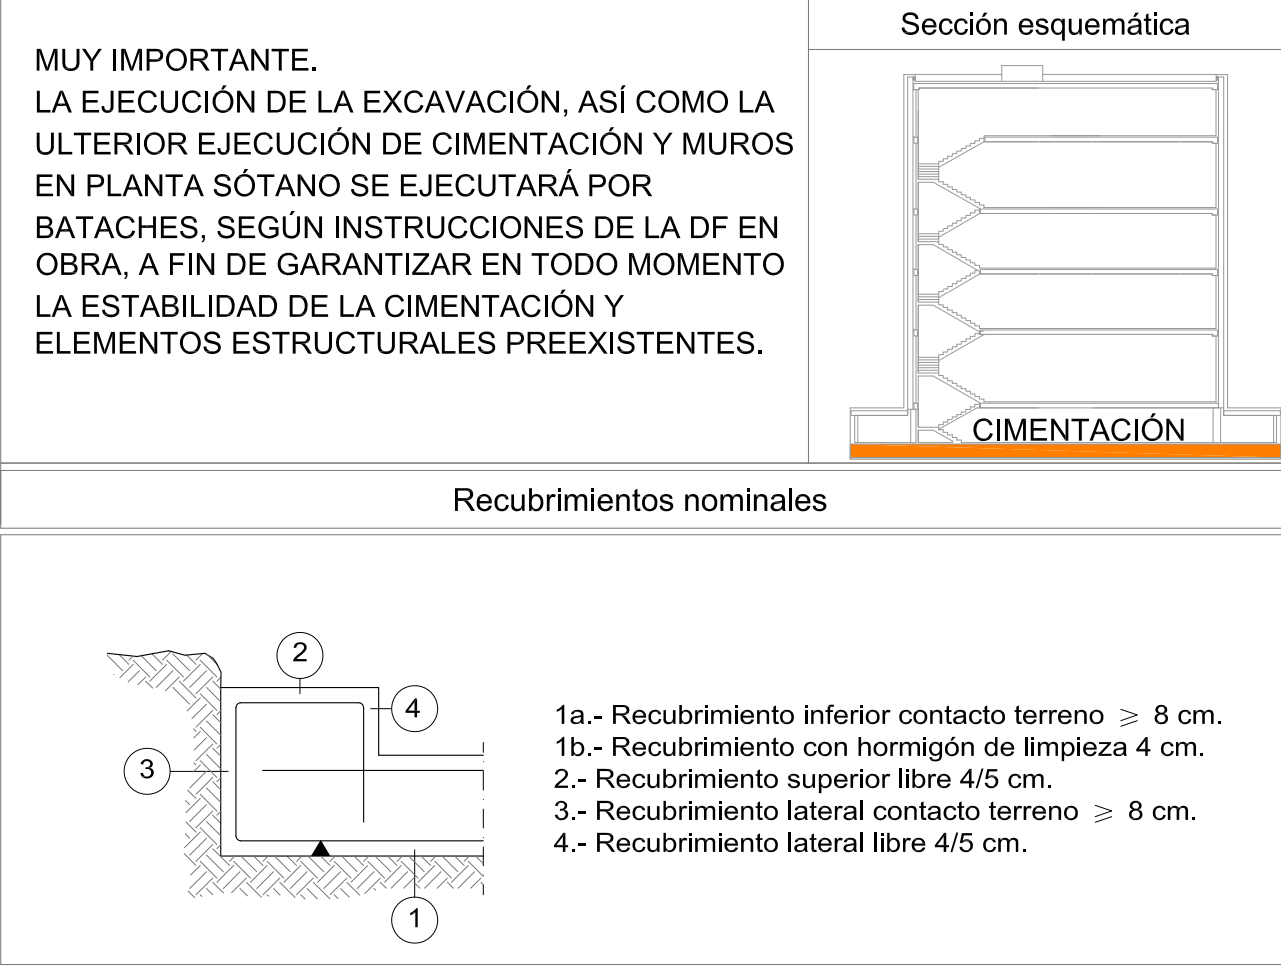 MUY IMPORTANTE.
LA EJECUCIÓN DE LA EXCAVACIÓN, ASÍ COMO LA
ULTERIOR EJECUCIÓN DE CIMENTACIÓN Y MUROS
EN PLANTA SÓTANO SE EJECUTARÁ POR
BATACHES, SEGÚN INSTRUCCIONES DE LA DF EN
OBRA, A FIN DE GARANTIZAR EN TODO MOMENTO
LA ESTABILIDAD DE LA CIMENTACIÓN Y
ELEMENTOS ESTRUCTURALES PREEXISTENTES.
Sección esquemática
CIMENTACIÓN
Recubrimientos nominales
2
4
3
1
1a.- Recubrimiento inferior contacto terreno ≥ 8 cm.
1b.- Recubrimiento con hormigón de limpieza 4 cm.
2.- Recubrimiento superior libre 4/5 cm.
3.- Recubrimiento lateral contacto terreno ≥ 8 cm.
4.- Recubrimiento lateral libre 4/5 cm.